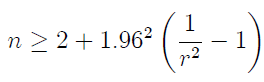 n ≥ 2 + 1.96² (1/r² − 1)